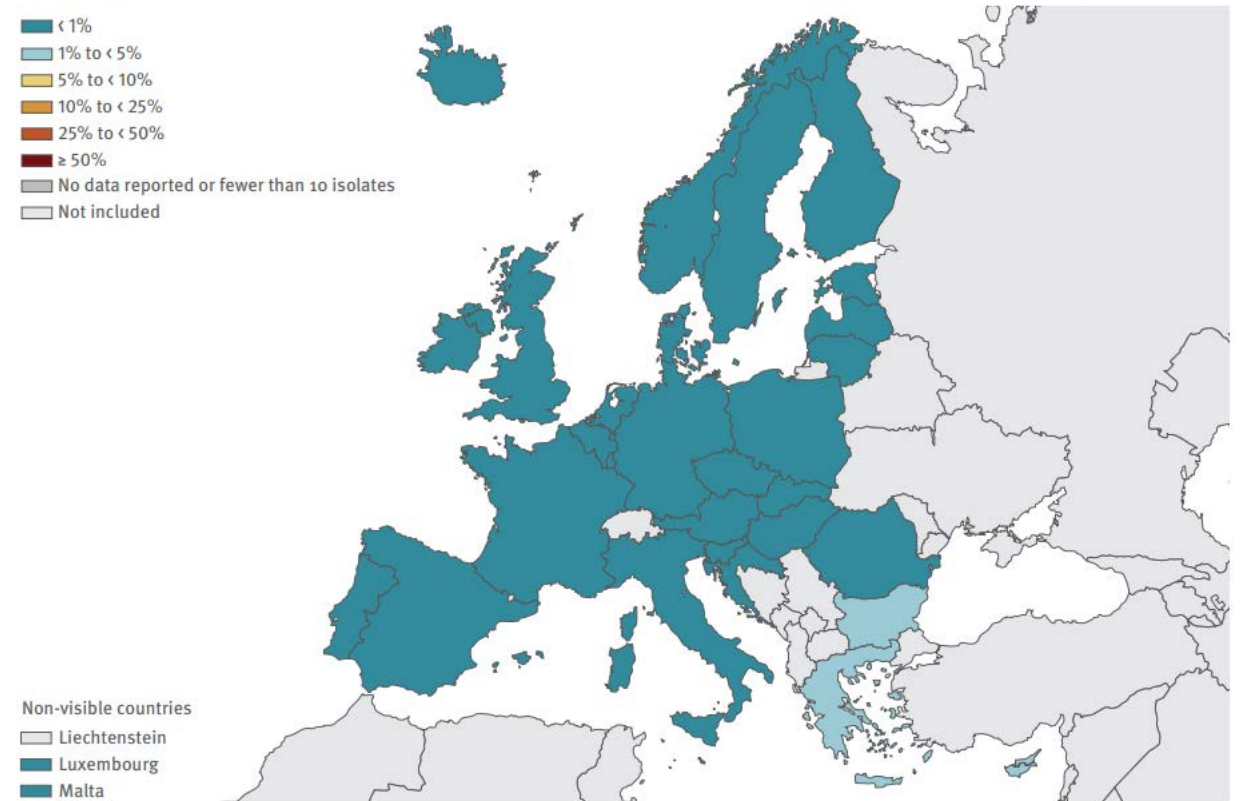 ‹ 1%
1% to ‹ 5%
5% to ‹ 10%
10% to ‹ 25%
25% to ‹ 50%
≥ 50%
No data reported or fewer than 10 isolates
Not included
Non-visible countries
Liechtenstein
Luxembourg
Malta